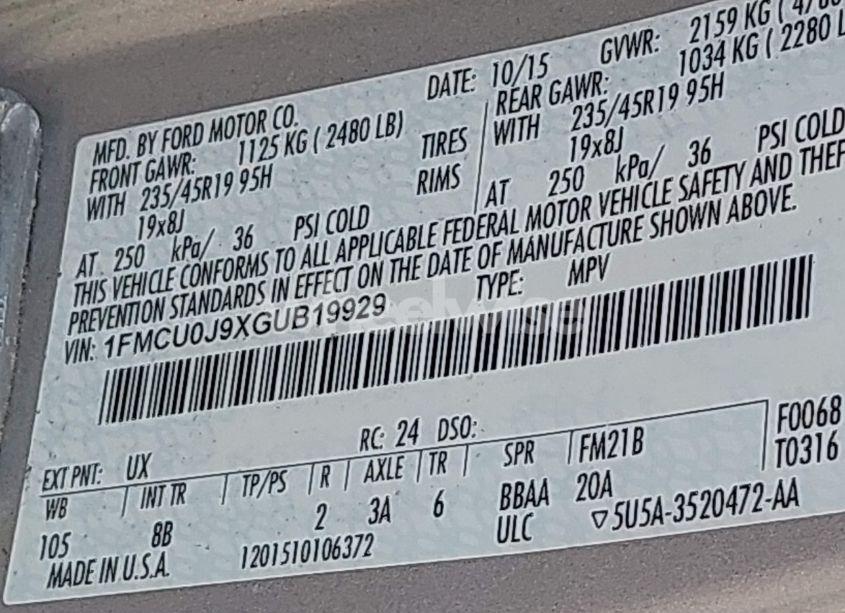 MFD. BY FORD MOTOR CO. DATE: 10/15 GVWR: 2159 KG
FRONT GAWR: 1125 KG ( 2480 LB) REAR GAWR: 1034 KG ( 2280 L
WITH 235/45R19 95H TIRES WITH 235/45R19 95H
19x8J RIMS 19x8J
AT 250 kPa/ 36 PSI COLD AT 250 kPa/ 36 PSI COLD
THIS VEHICLE CONFORMS TO ALL APPLICABLE FEDERAL MOTOR VEHICLE SAFETY AND THEF
PREVENTION STANDARDS IN EFFECT ON THE DATE OF MANUFACTURE SHOWN ABOVE.
VIN: 1FMCU0J9XGUB19929 TYPE: MPV
EXT PNT: UX RC: 24 DSO:
WB INT TR TP/PS R AXLE TR SPR FM21B F0068
105 8B 2 3A 6 BBAA 20A T0316
MADE IN U.S.A. 1201510106372 ULC ▽5U5A-3520472-AA